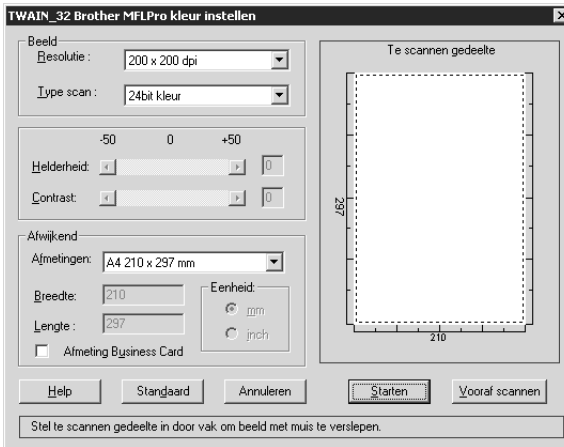 TWAIN_32 Brother MFLPro kleur instellen
Beeld
Resolutie :
200 x 200 dpi
Type scan :
24bit kleur
-50 0 +50
Helderheid:
0
Contrast:
0
Afwijkend
Afmetingen:
A4 210 x 297 mm
Breedte:
210
Lengte :
297
Eenheid:
mm
inch
Afmeting Business Card
Te scannen gedeelte
297
210
Help
Standaard
Annuleren
Starten
Vooraf scannen
Stel te scannen gedeelte in door vak om beeld met muis te verslepen.